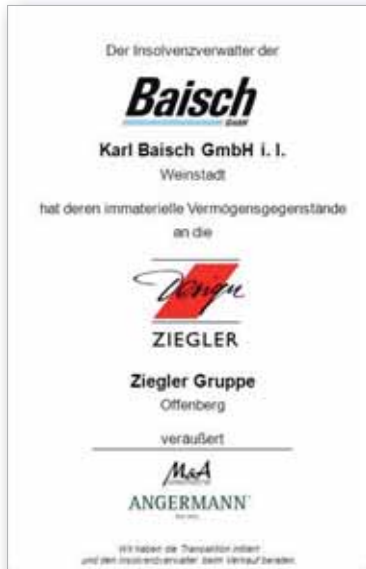 Der Insolvenzverwalter der
Baisch
GmbH
Karl Baisch GmbH i. I.
Weinstadt
hat deren immaterielle Vermögensgegenstände
an die
Design
ZIEGLER
Ziegler Gruppe
Offenberg
veräußert
M&A
ANGERMANN
Wir haben die Transaktion initiiert
und den Insolvenzverwalter beim Verkauf beraten.